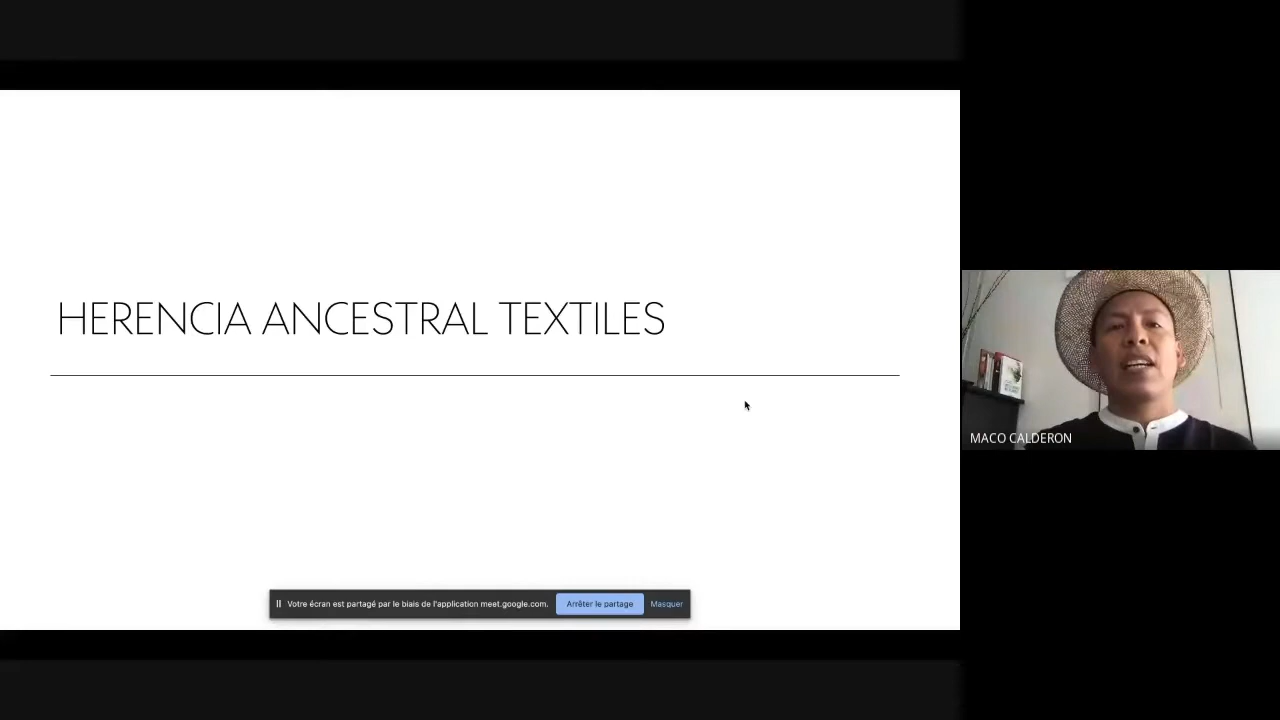 HERENCIA ANCESTRAL TEXTILES
MACO CALDERON
Votre écran est partagé par le biais de l'application meet.google.com. Arrêter le partage Masquer